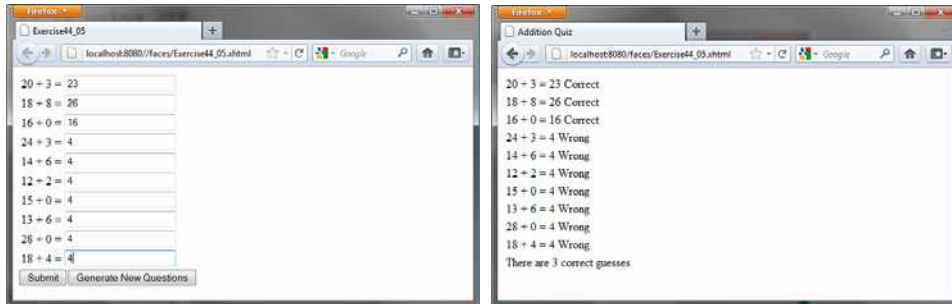 Firefox
Exercise44_05
localhost:8080//faces/Exercise44_05.xhtml
Google
20 + 3 = 23
18 + 8 = 26
16 + 0 = 16
24 + 3 = 4
14 + 6 = 4
12 + 2 = 4
15 + 0 = 4
13 + 6 = 4
28 + 0 = 4
18 + 4 = 4
Submit Generate New Questions
Firefox
Addition Quiz
localhost:8080/faces/Exercise44_05.xhtml
Google
20 + 3 = 23 Correct
18 + 8 = 26 Correct
16 + 0 = 16 Correct
24 + 3 = 4 Wrong
14 + 6 = 4 Wrong
12 + 2 = 4 Wrong
15 + 0 = 4 Wrong
13 + 6 = 4 Wrong
28 + 0 = 4 Wrong
18 + 4 = 4 Wrong
There are 3 correct guesses